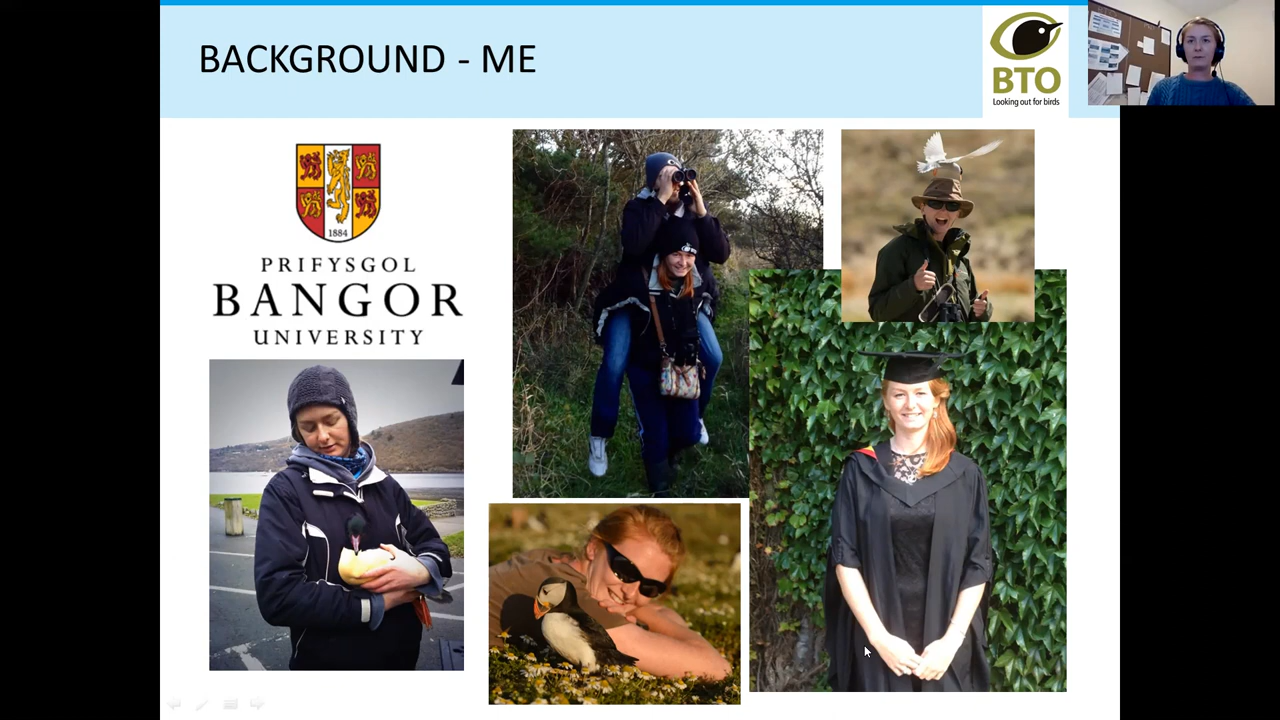 BACKGROUND - ME
BTO
Looking out for birds
1884
PRIFYSGOL
BANGOR
UNIVERSITY